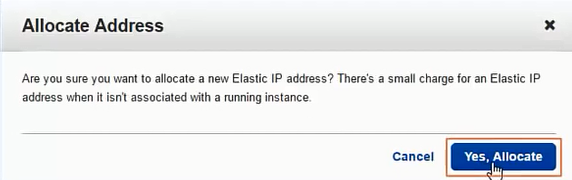 Allocate Address
Are you sure you want to allocate a new Elastic IP address? There's a small charge for an Elastic IP
address when it isn't associated with a running instance.
Cancel Yes, Allocate